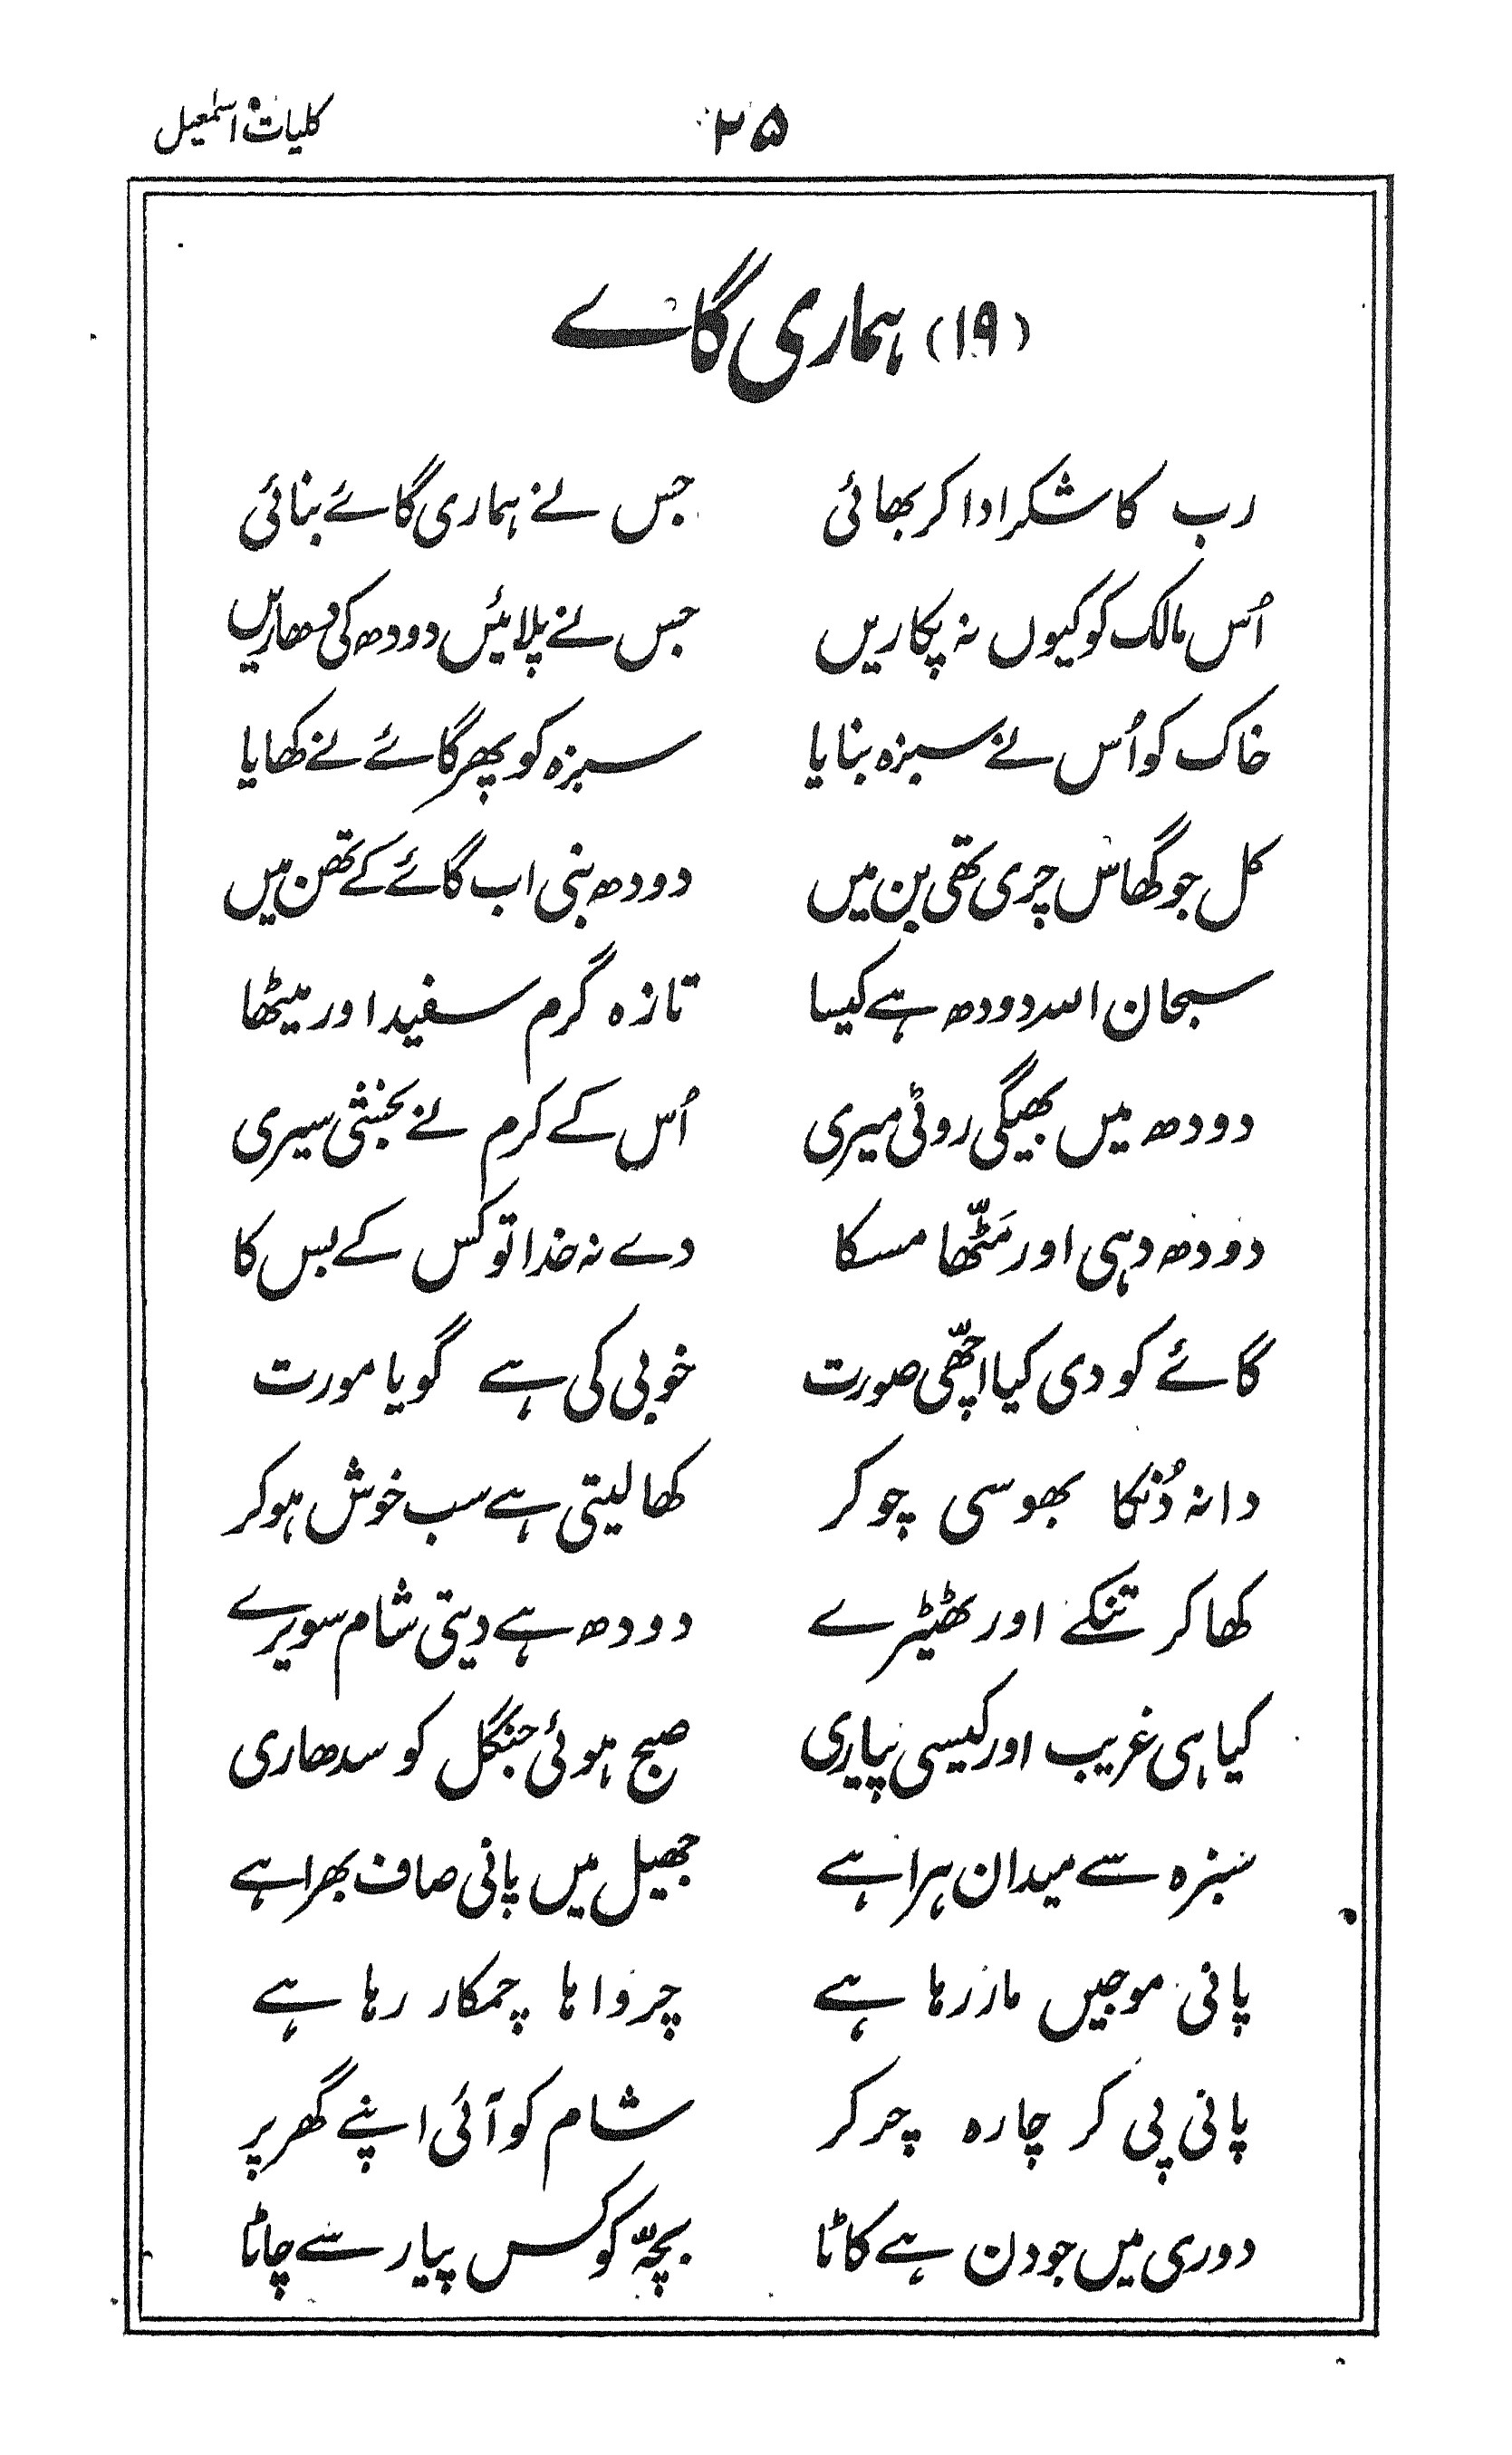 ۲۵ کلیات اسمٰعیل
(۱۹) ہماری گاے
رب کا شکر ادا کر بھائی جس نے ہماری گائے بنائی
اُس مالک کو کیوں نہ پکاریں جس نے پلائیں دودھ کی دھاریں
خاک کو اُس نے سبزہ بنایا سبزہ کو پھر گائے نے کھایا
کل جو گھاس چری تھی بن میں دودھ بنی اب گائے کے تھن میں
سبحان اللہ دودھ ہے کیسا تازہ گرم سفید اور میٹھا
دودھ میں بھیگی روٹی میری اُس کے کرم نے بخشی سیری
دودھ دہی اور مَٹّھا مسکا دے نہ خدا تو کس کے بس کا
گائے کو دی کیا اچّھی صورت خوبی کی ہے گویا مورت
دانہ دُنکا بھوسی چوکر کھا لیتی ہے سب خوش ہو کر
کھا کر تنکے اور ٹھیٹرے دودھ ہے دیتی شام سویرے
کیا ہی غریب اور کیسی پیاری صبح ہوئی جنگل کو سدھاری
سبزہ سے میدان ہرا ہے جھیل میں پانی صاف بھرا ہے
پانی موجیں مار رہا ہے چرواہا چمکار رہا ہے
پانی پی کر چارہ چر کر شام کو آئی اپنے گھر پر
دوری میں جو دن ہے کاٹا بچّہ کو کس پیار سے چاٹا